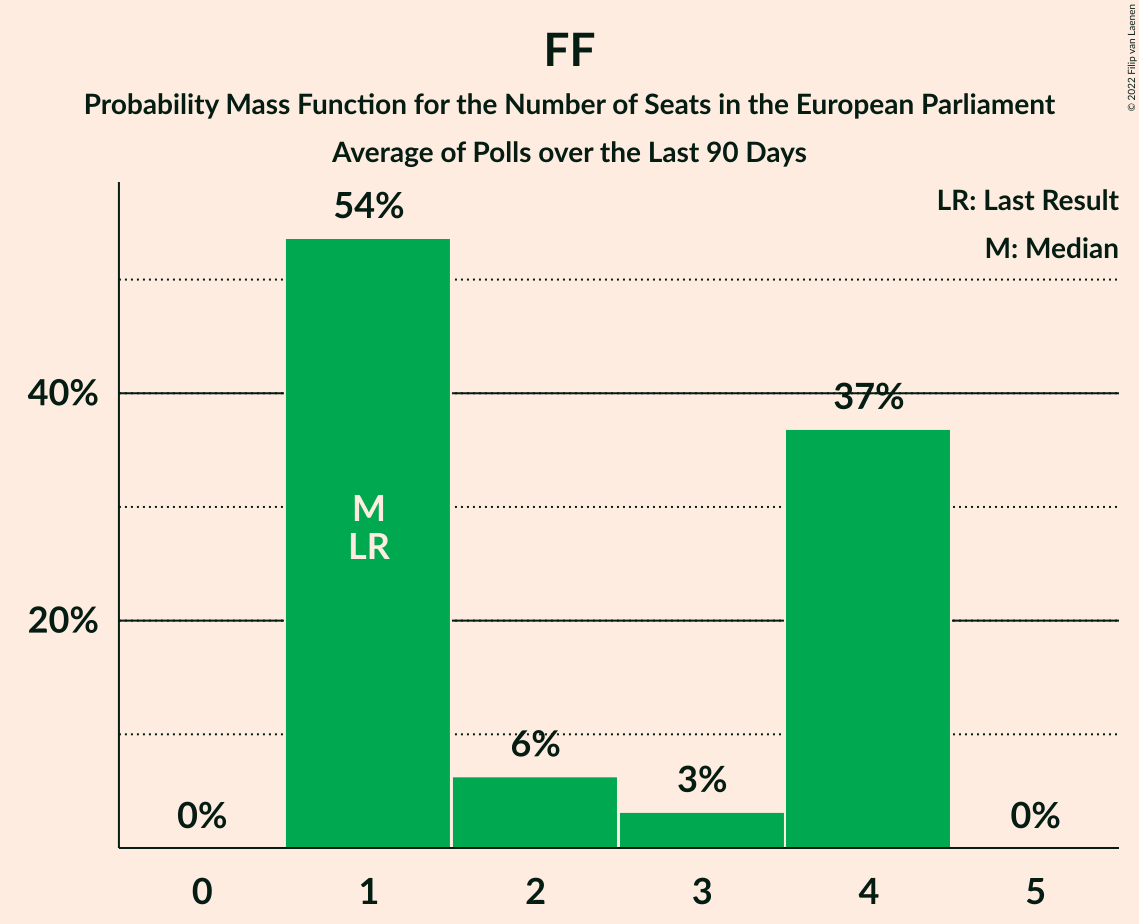 FF
Probability Mass Function for the Number of Seats in the European Parliament
Average of Polls over the Last 90 Days
© 2022 Filip van Laenen
LR: Last Result
M: Median
54%
40%
37%
M
LR
20%
6%
3%
0%
0%
0 1 2 3 4 5